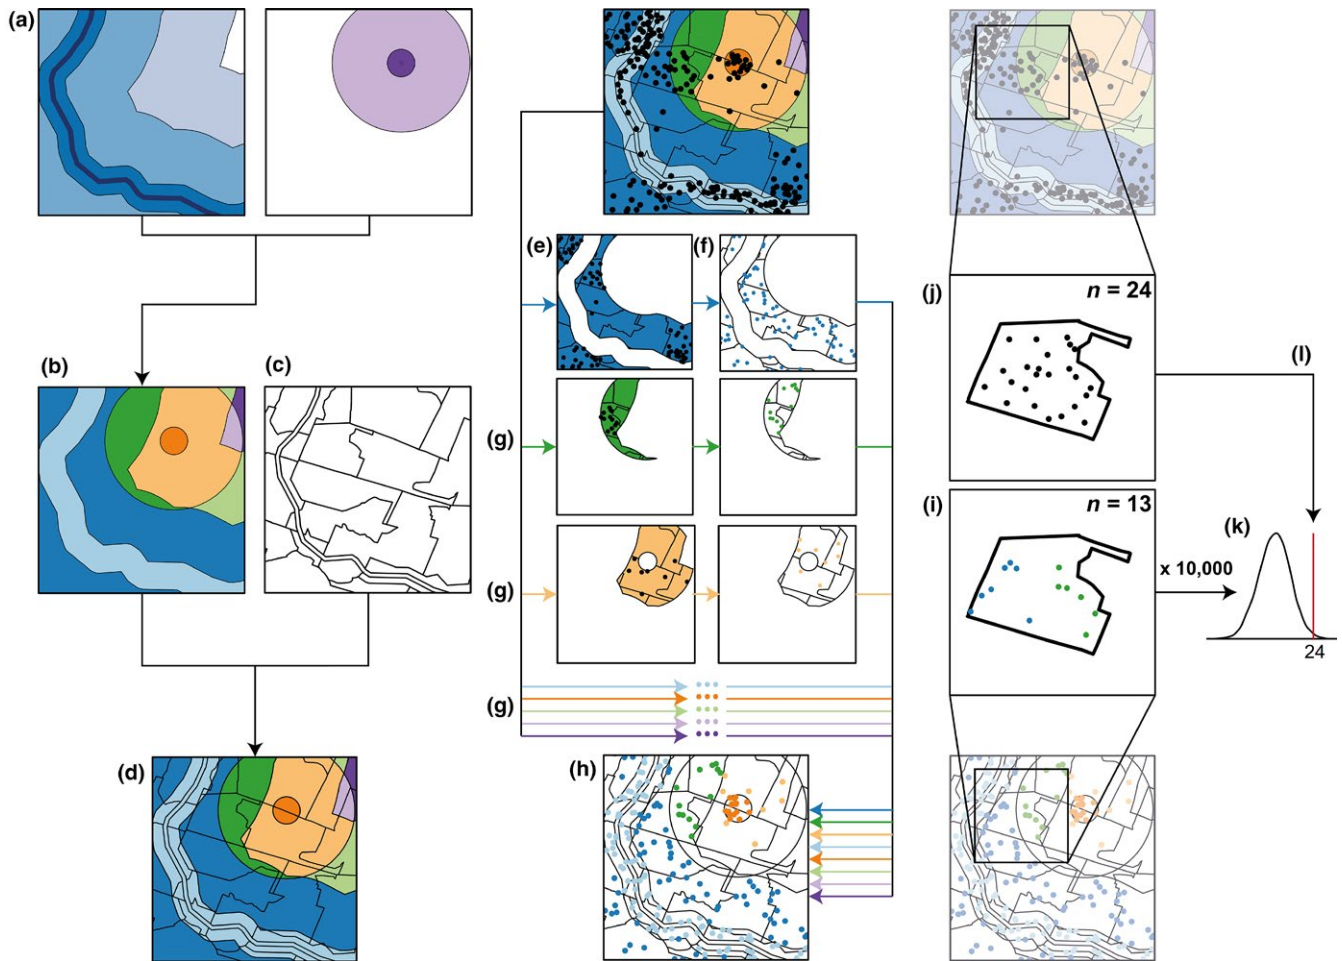 (a)
(b)
(c)
(d)
(e)
(f)
(g)
(g)
(g)
(h)
(j)
n = 24
(i)
n = 13
x 10,000
(k)
(l)
24